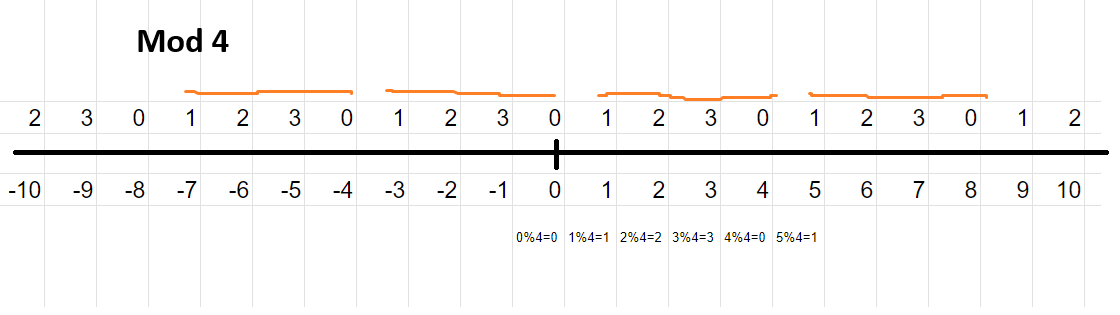 Mod 4
2 3 0 1 2 3 0 1 2 3 0 1 2 3 0 1 2 3 0 1 2
-10 -9 -8 -7 -6 -5 -4 -3 -2 -1 0 1 2 3 4 5 6 7 8 9 10
0%4=0 1%4=1 2%4=2 3%4=3 4%4=0 5%4=1